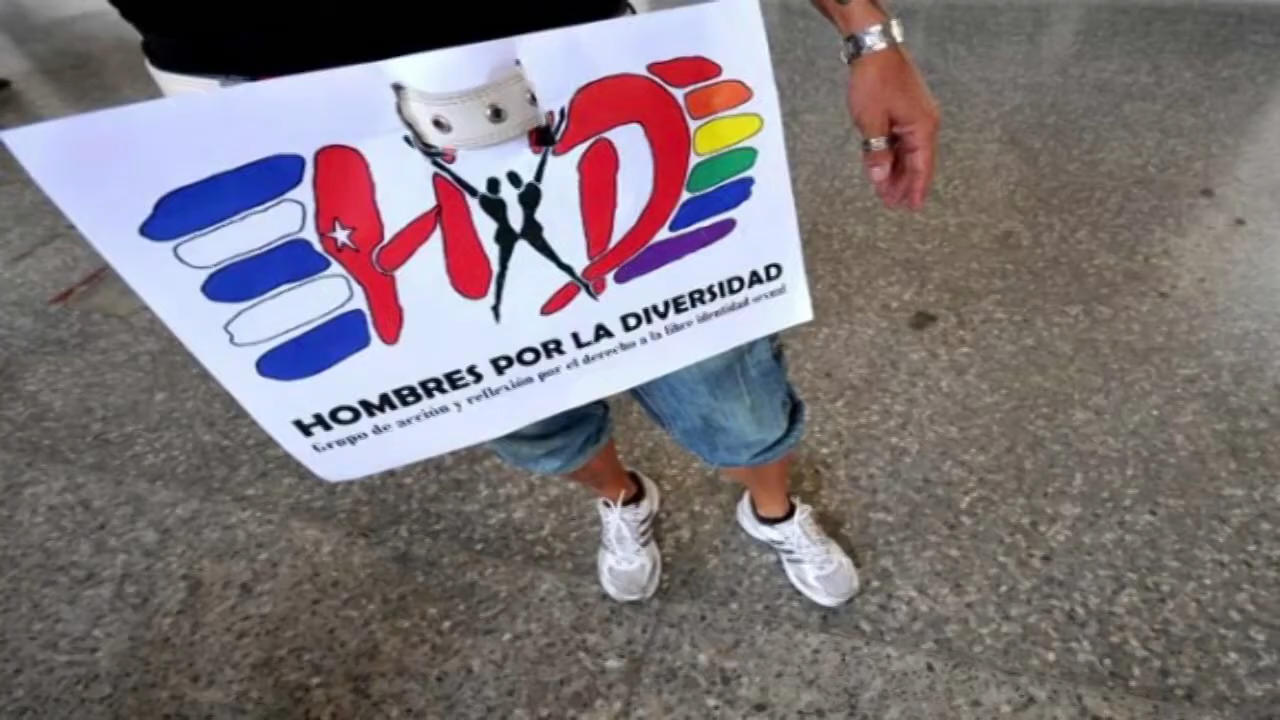 HXD
HOMBRES POR LA DIVERSIDAD
Grupo de acción y reflexión por el derecho a la libre identidad sexual